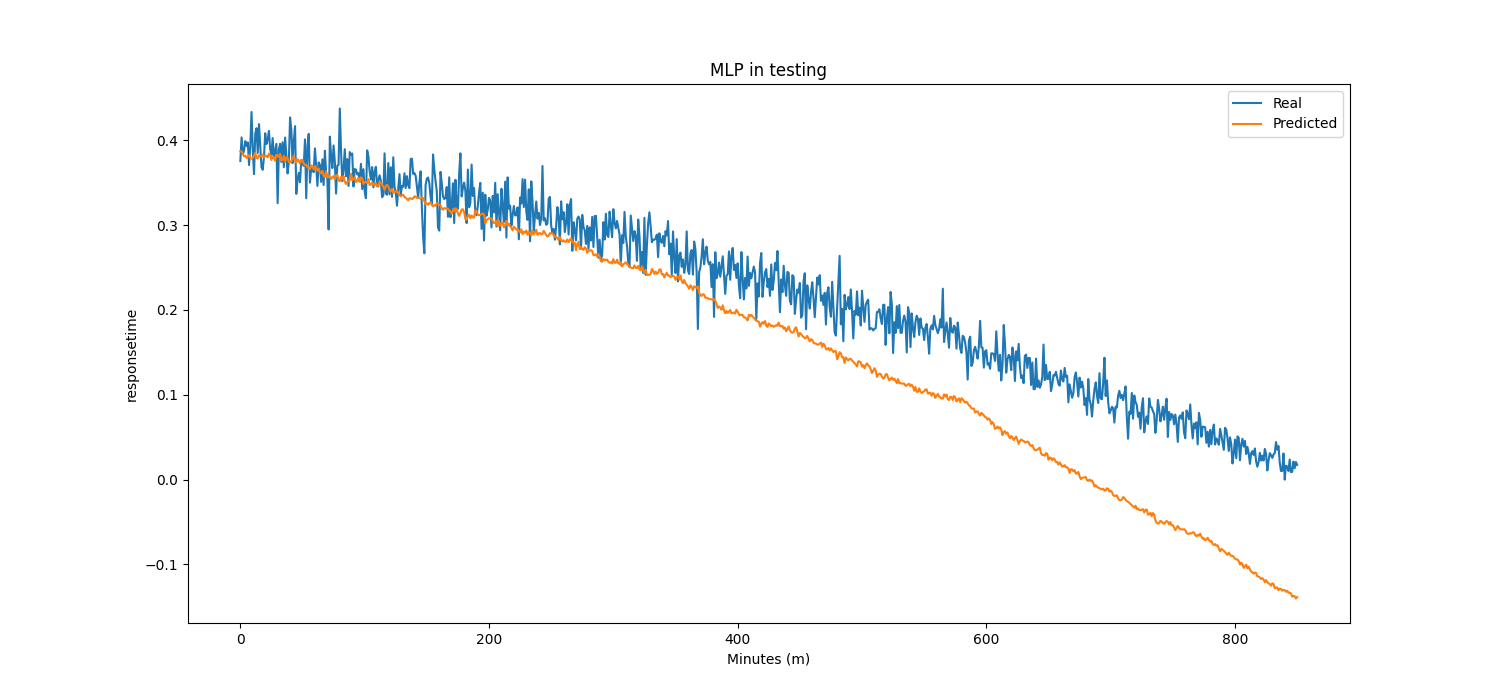 MLP in testing
Real
Predicted
0.4
0.3
0.2
0.1
0.0
−0.1
responsetime
0 200 400 600 800
Minutes (m)